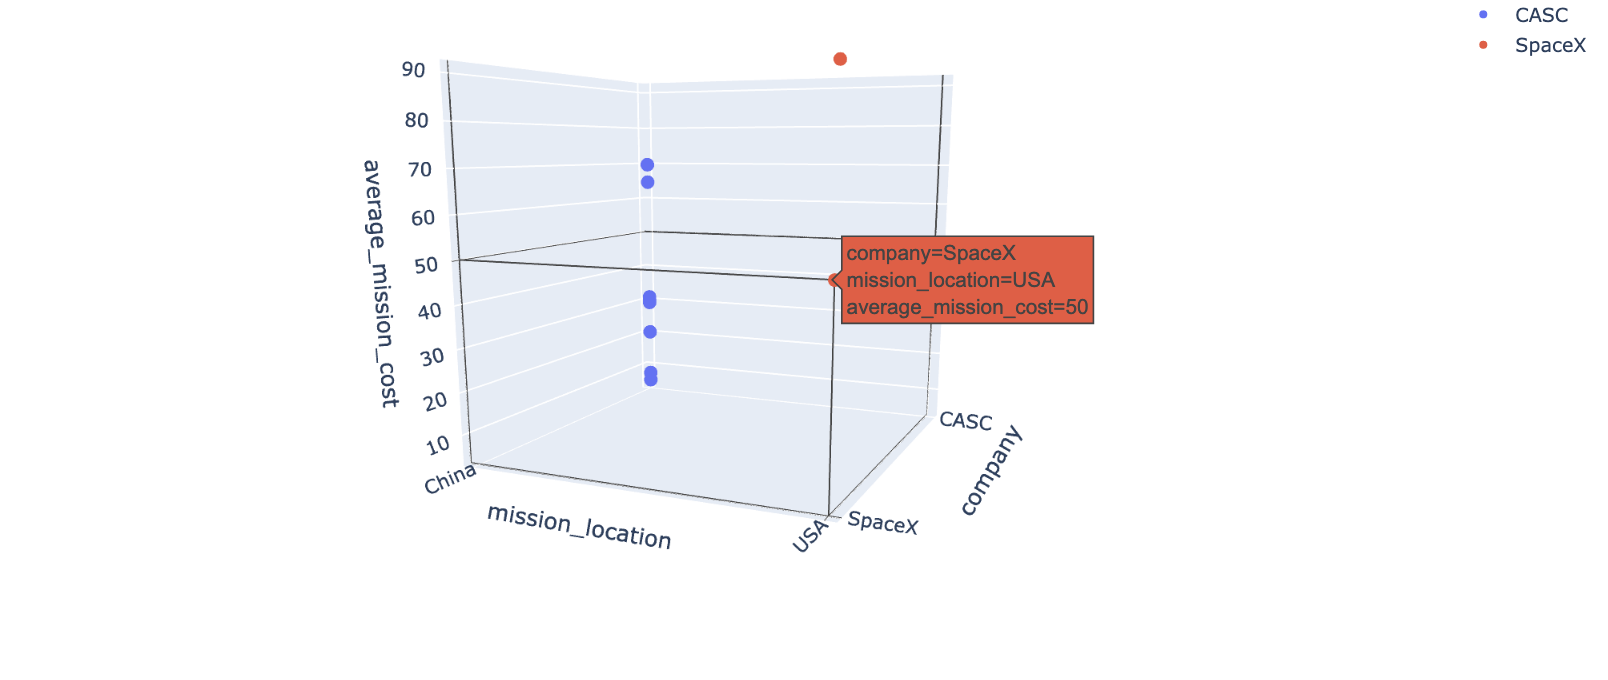 CASC
SpaceX
90
80
70
60
50
40
30
20
10
average_mission_cost
China
mission_location
USA
SpaceX
CASC
company
company=SpaceX
mission_location=USA
average_mission_cost=50